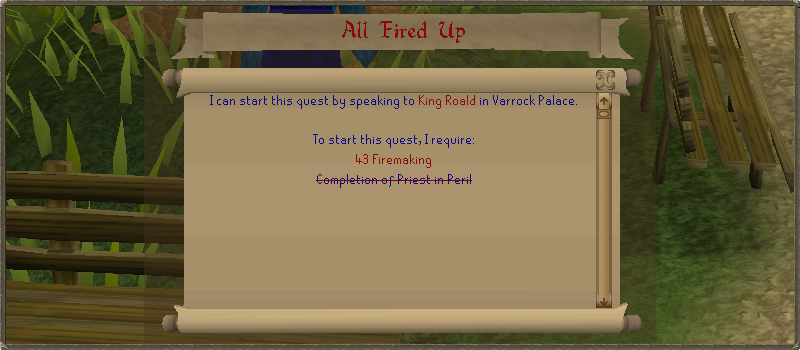 All Fired Up
I can start this quest by speaking to King Roald in Varrock Palace.
To start this quest, I require:
43 Firemaking
Completion of Priest in Peril